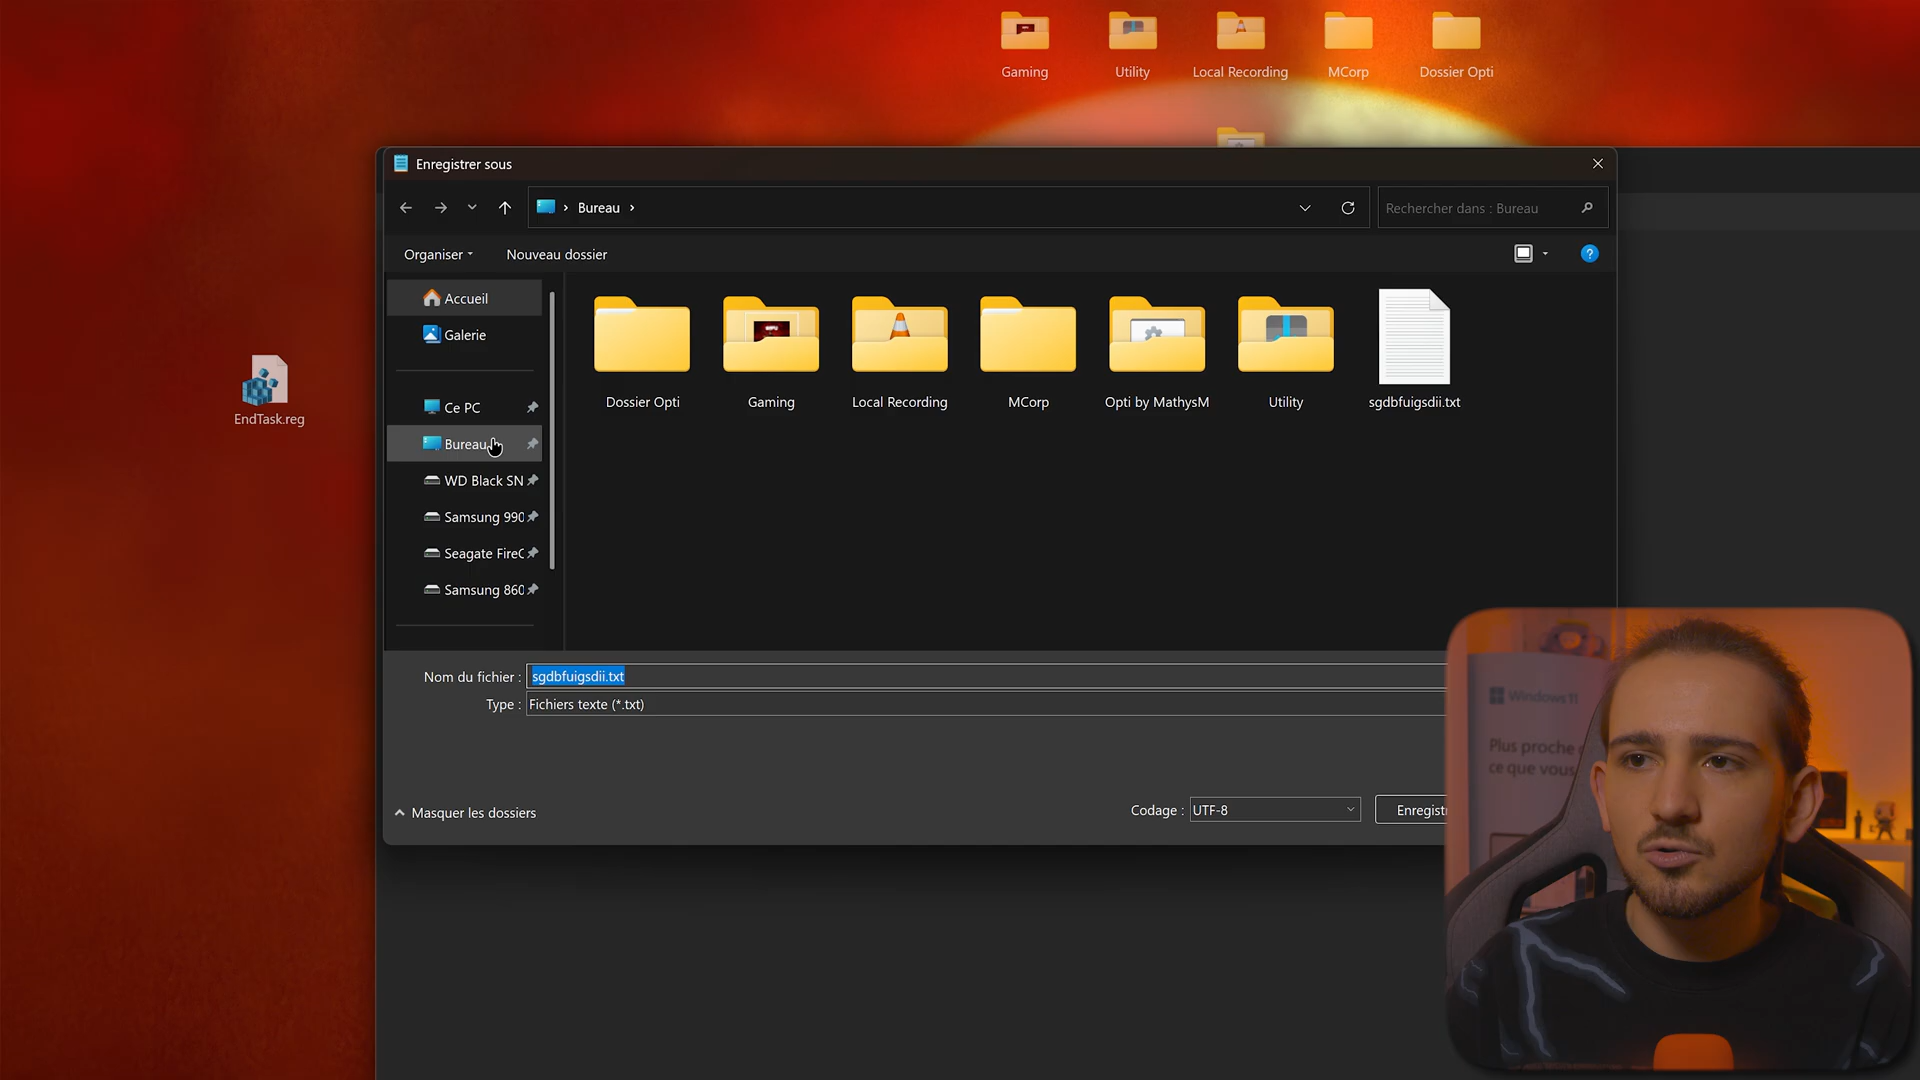 Gaming
Utility
Local Recording
MCorp
Dossier Opti
EndTask.reg
Enregistrer sous
Bureau
Rechercher dans : Bureau
Organiser
Nouveau dossier
Accueil
Galerie
Ce PC
Bureau
WD Black SN
Samsung 990
Seagate FireC
Samsung 860
Dossier Opti
Gaming
Local Recording
MCorp
Opti by MathysM
Utility
sgdbfuigsdii.txt
Nom du fichier :
sgdbfuigsdii.txt
Type :
Fichiers texte (*.txt)
Masquer les dossiers
Codage :
UTF-8
Enregistr
Windows 11
Plus proche
ce que vous